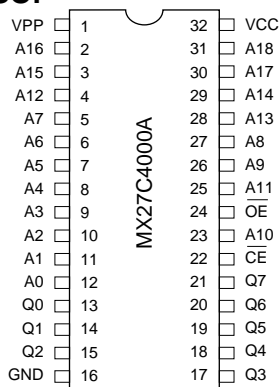 VPP 1 32 VCC
A16 2 31 A18
A15 3 30 A17
A12 4 29 A14
A7 5 28 A13
A6 6 27 A8
A5 7 26 A9
A4 8 25 A11
A3 9 24 OE
A2 10 23 A10
A1 11 22 CE
A0 12 21 Q7
Q0 13 20 Q6
Q1 14 19 Q5
Q2 15 18 Q4
GND 16 17 Q3
MX27C4000A